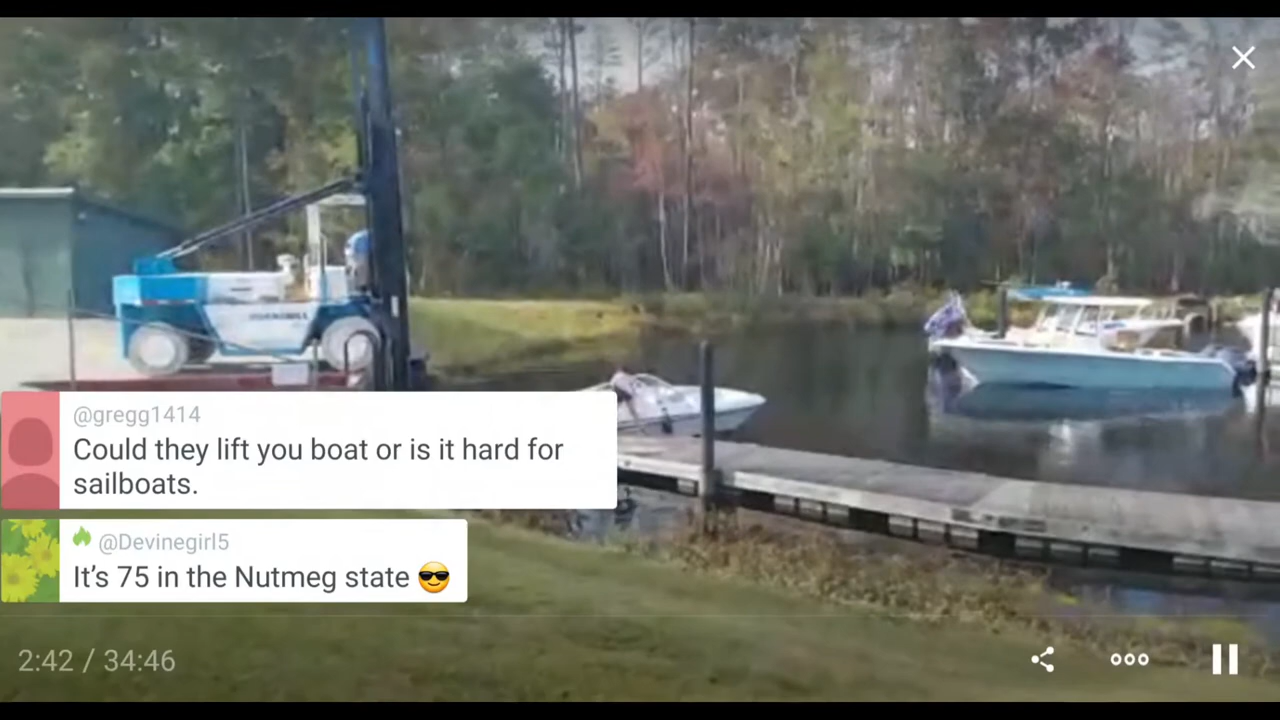 @gregg1414
Could they lift you boat or is it hard for
sailboats.
@Devinegirl5
It's 75 in the Nutmeg state 😎
2:42 / 34:46